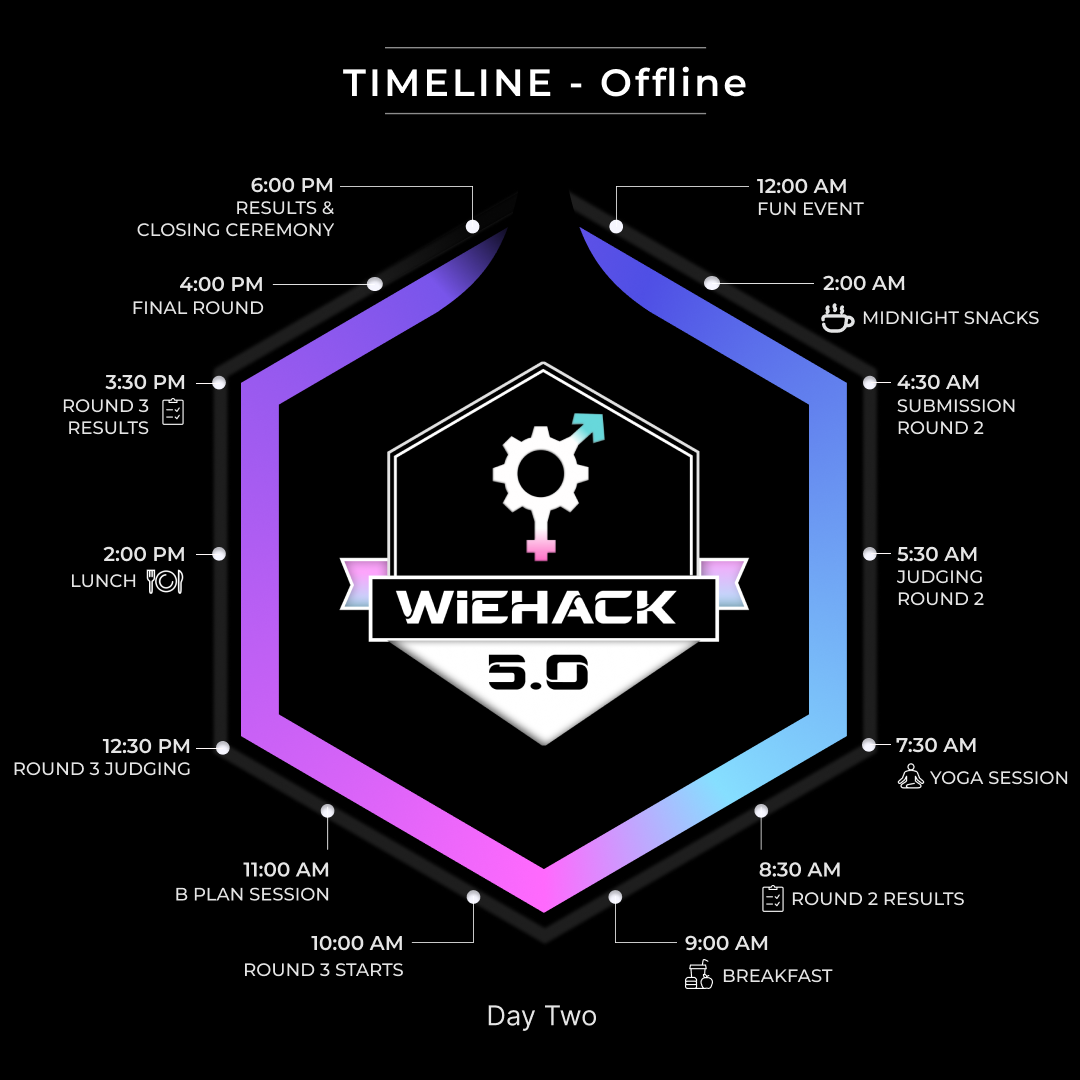 TIMELINE - Offline
12:00 AM
FUN EVENT
2:00 AM
MIDNIGHT SNACKS
4:30 AM
SUBMISSION
ROUND 2
5:30 AM
JUDGING
ROUND 2
7:30 AM
YOGA SESSION
8:30 AM
ROUND 2 RESULTS
9:00 AM
BREAKFAST
10:00 AM
ROUND 3 STARTS
11:00 AM
B PLAN SESSION
12:30 PM
ROUND 3 JUDGING
2:00 PM
LUNCH
3:30 PM
ROUND 3
RESULTS
4:00 PM
FINAL ROUND
6:00 PM
RESULTS &
CLOSING CEREMONY
WiEHACK
5.0
Day Two